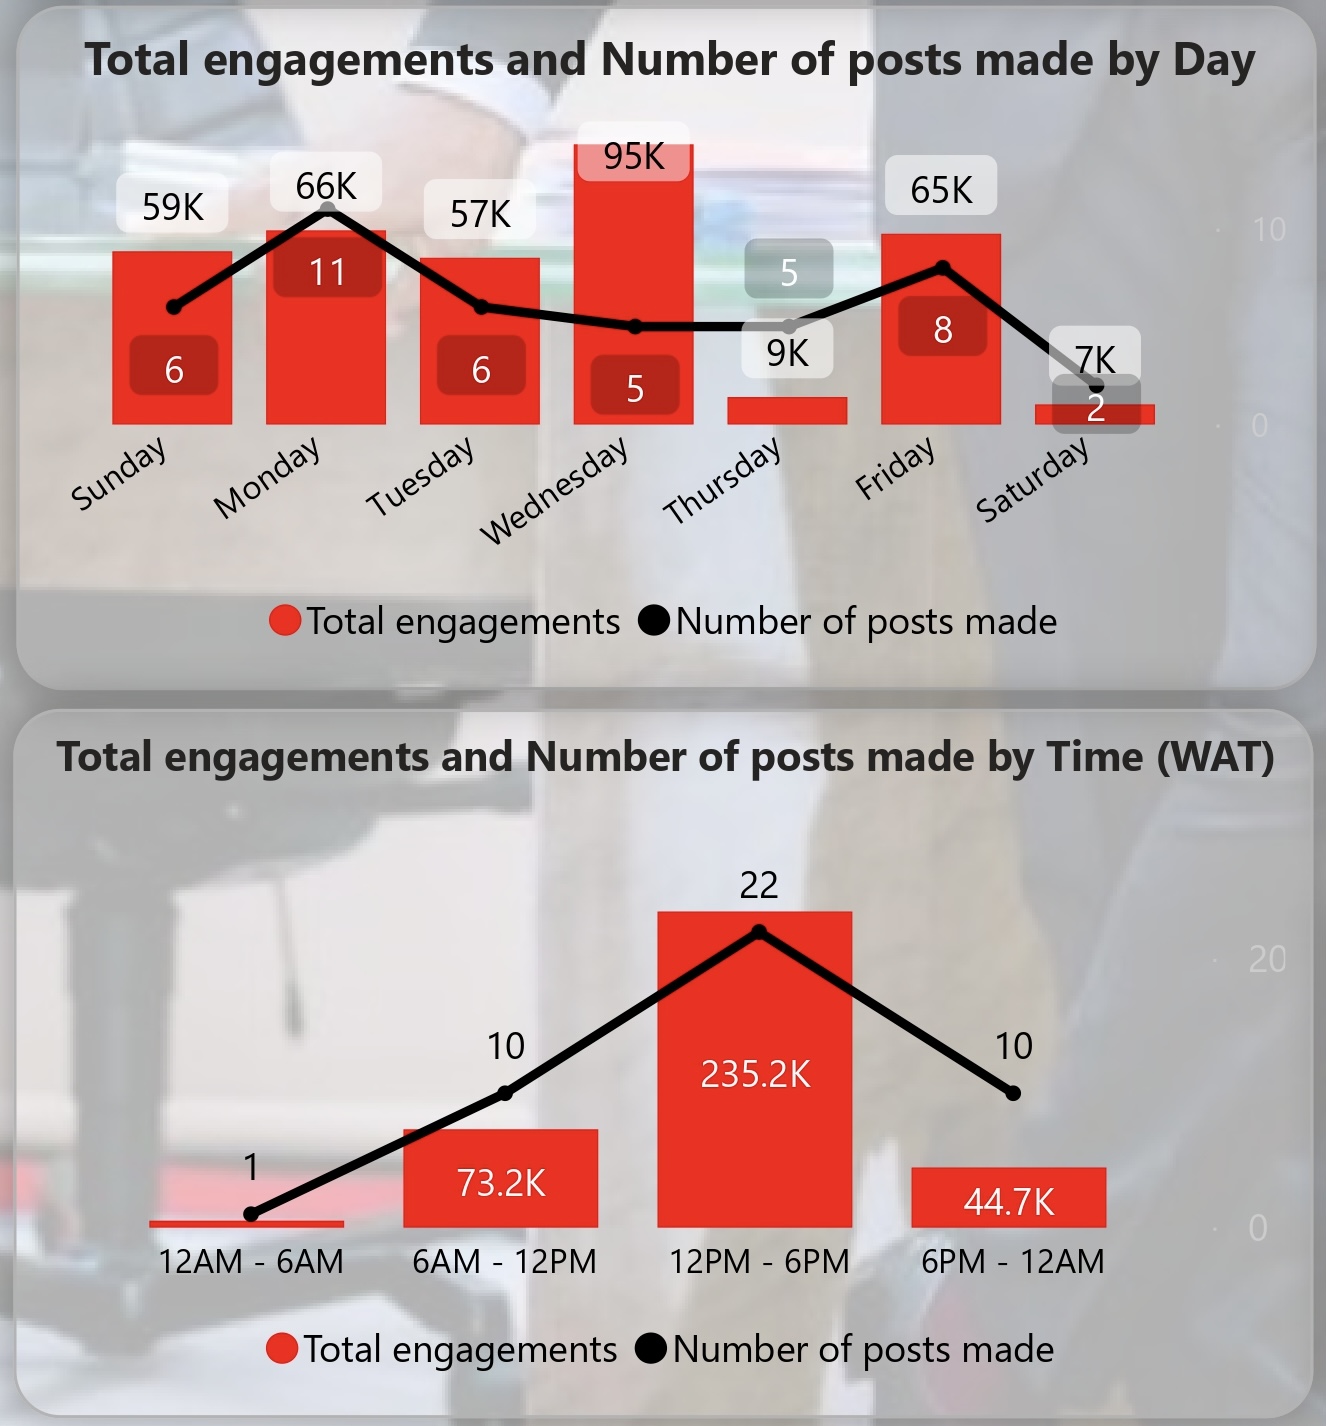 Total engagements and Number of posts made by Day
59K
66K
57K
95K
65K
11
5
9K
7K
6
6
5
8
2
10
0
Sunday
Monday
Tuesday
Wednesday
Thursday
Friday
Saturday
Total engagements
Number of posts made
Total engagements and Number of posts made by Time (WAT)
22
20
10
10
1
235.2K
73.2K
44.7K
0
12AM - 6AM
6AM - 12PM
12PM - 6PM
6PM - 12AM
Total engagements
Number of posts made